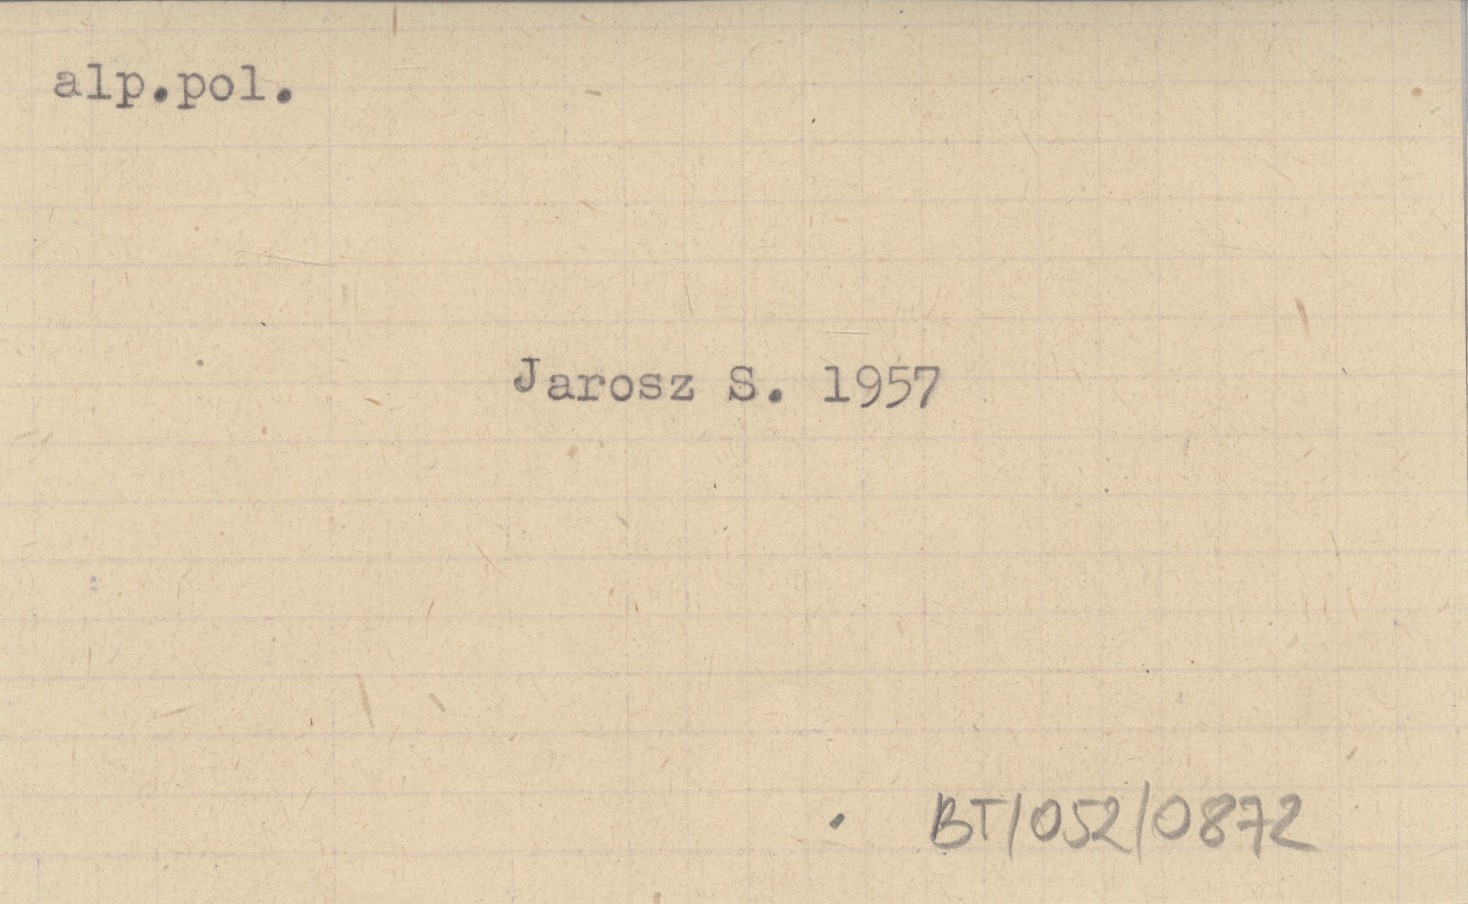 alp.pol.
Jarosz S. 1957
BT/052/0872